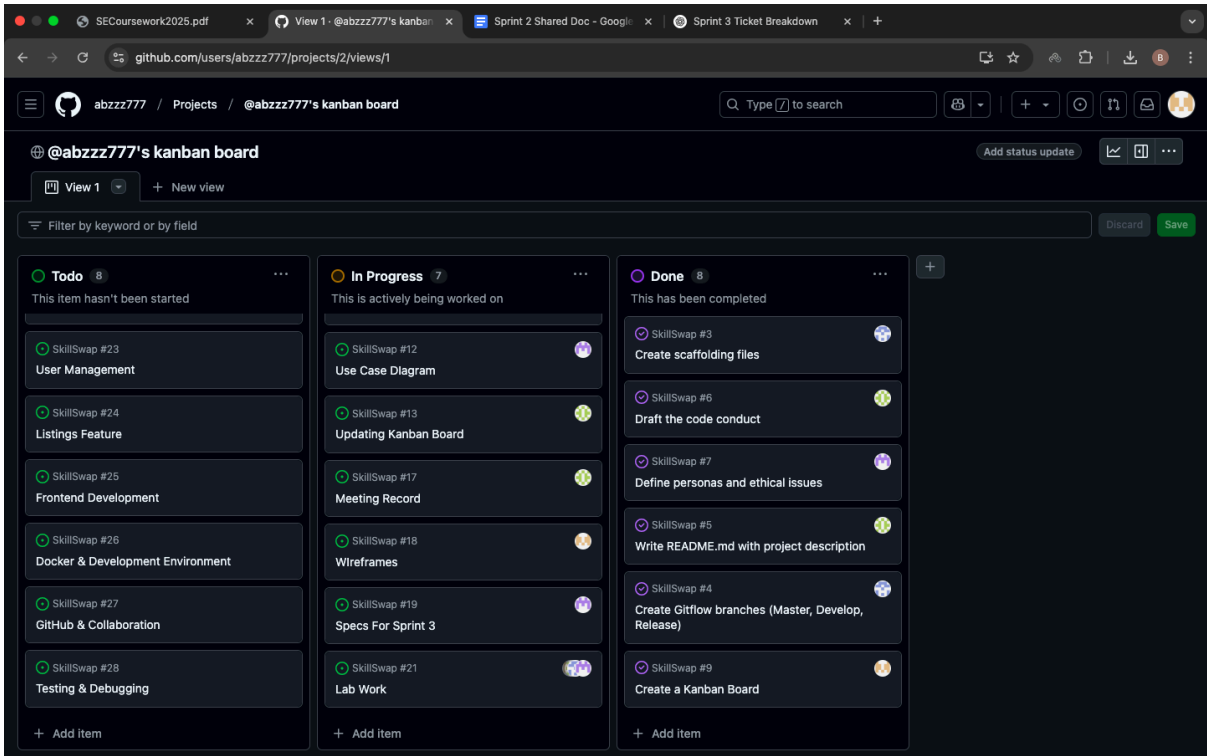 SECoursework2025.pdf
View 1 · @abzzz777's kanban
Sprint 2 Shared Doc - Google
Sprint 3 Ticket Breakdown
github.com/users/abzzz777/projects/2/views/1
B
abzzz777 / Projects / @abzzz777's kanban board
Type / to search
@abzzz777's kanban board
Add status update
View 1
New view
Filter by keyword or by field
Discard
Save
Todo 8
This item hasn't been started
SkillSwap #23
User Management
SkillSwap #24
Listings Feature
SkillSwap #25
Frontend Development
SkillSwap #26
Docker & Development Environment
SkillSwap #27
GitHub & Collaboration
SkillSwap #28
Testing & Debugging
+ Add item
In Progress 7
This is actively being worked on
SkillSwap #12
Use Case DIagram
SkillSwap #13
Updating Kanban Board
SkillSwap #17
Meeting Record
SkillSwap #18
WIreframes
SkillSwap #19
Specs For Sprint 3
SkillSwap #21
Lab Work
+ Add item
Done 8
This has been completed
SkillSwap #3
Create scaffolding files
SkillSwap #6
Draft the code conduct
SkillSwap #7
Define personas and ethical issues
SkillSwap #5
Write README.md with project description
SkillSwap #4
Create Gitflow branches (Master, Develop,
Release)
SkillSwap #9
Create a Kanban Board
+ Add item